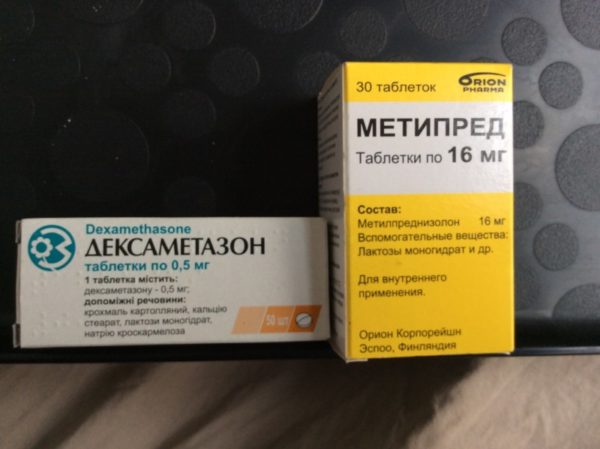 Dexamethasone
ДЕКСАМЕТАЗОН
таблетки по 0,5 мг
1 таблетка містить:
дексаметазону - 0,5 мг;
допоміжні речовини:
крохмаль картопляний, кальцію
стеарат, лактози моногідрат,
натрію кроскармелоза
50 шт
30 таблеток
ORION
PHARMA
МЕТИПРЕД
Таблетки по 16 мг
Состав:
Метилпреднизолон 16 мг
Вспомогательные вещества:
Лактозы моногидрат и др.
Для внутреннего
применения.
Орион Корпорейшн
Эспоо, Финляндия